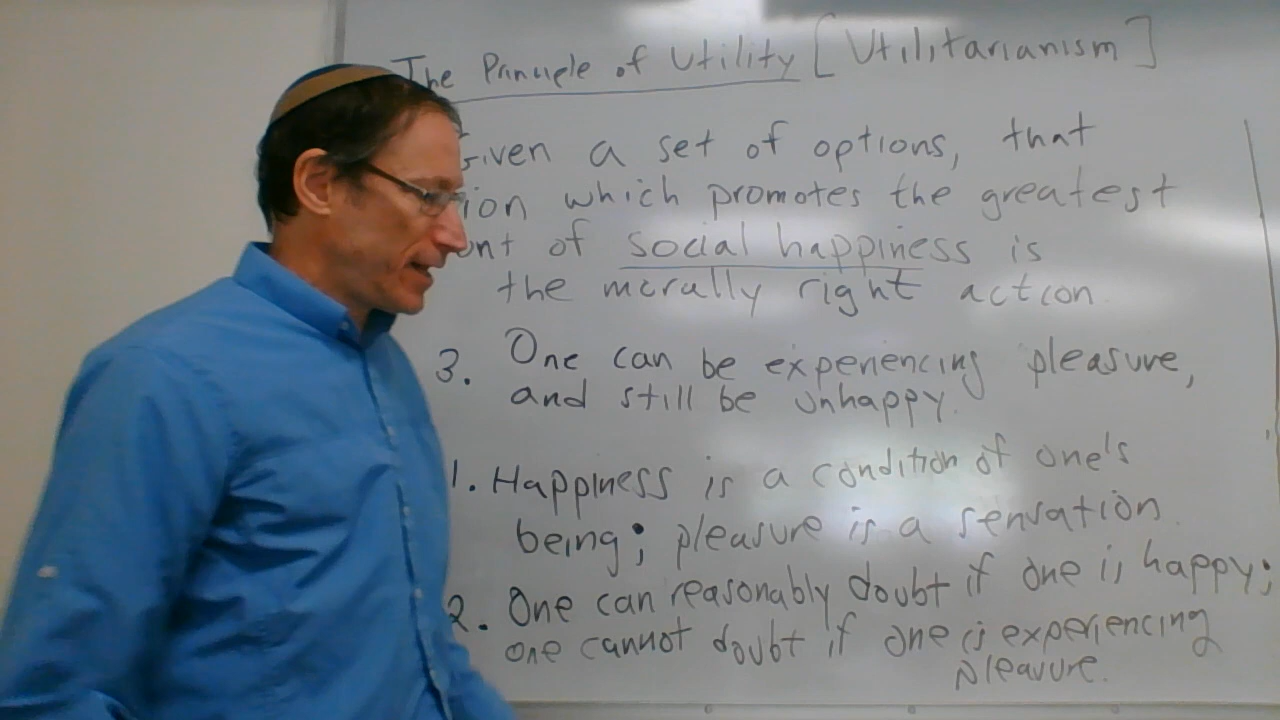 The Principle of Utility [Utilitarianism]
Given a set of options, that
ion which promotes the greatest
ont of social happiness is
the morally right action
3. One can be experiencing pleasure,
and still be unhappy.
1. Happiness is a condition of one's
being; pleasure is a sensation.
2. One can reasonably doubt if one is happy;
one cannot doubt if one is experiencing
pleasure.